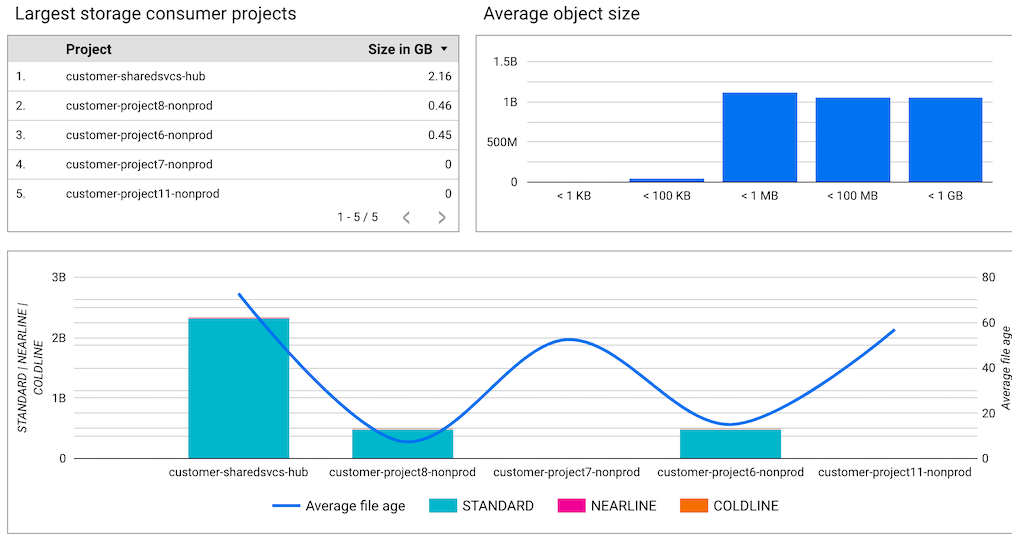 Largest storage consumer projects
Project Size in GB
1. customer-sharedsvcs-hub 2.16
2. customer-project8-nonprod 0.46
3. customer-project6-nonprod 0.45
4. customer-project7-nonprod 0
5. customer-project11-nonprod 0
1 - 5 / 5
Average object size
1.5B
1B
500M
0
< 1 KB < 100 KB < 1 MB < 100 MB < 1 GB
STANDARD | NEARLINE |
COLDLINE
3B
2B
1B
0
80
60
40
20
0
Average file age
customer-sharedsvcs-hub customer-project8-nonprod customer-project7-nonprod customer-project6-nonprod customer-project11-nonprod
Average file age STANDARD NEARLINE COLDLINE